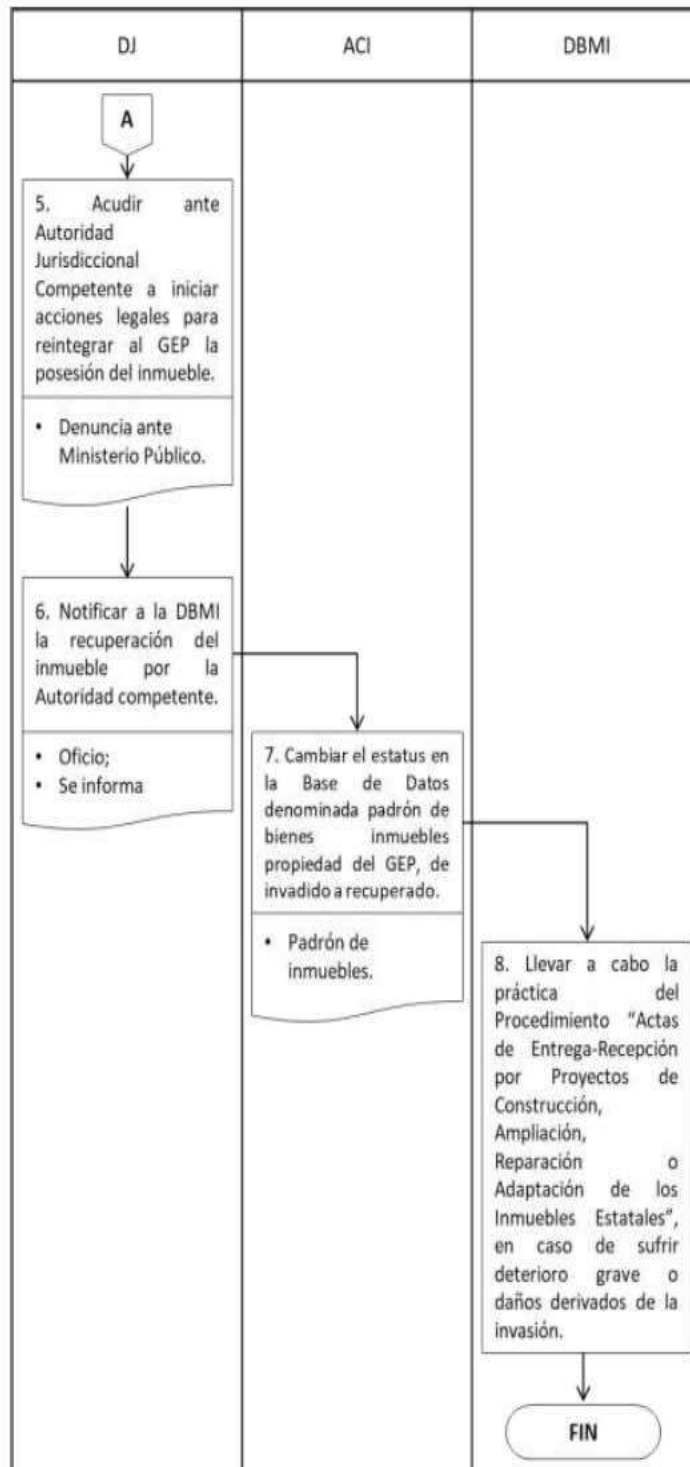 DJ
ACI
DBMI
A
5. Acudir ante
Autoridad
Jurisdiccional
Competente a iniciar
acciones legales para
reintegrar al GEP la
posesión del inmueble.
• Denuncia ante
Ministerio Público.
6. Notificar a la DBMI
la recuperación del
inmueble por la
Autoridad competente.
• Oficio;
• Se informa
7. Cambiar el estatus en
la Base de Datos
denominada padrón de
bienes inmuebles
propiedad del GEP, de
invadido a recuperado.
• Padrón de
inmuebles.
8. Llevar a cabo la
práctica del
Procedimiento “Actas
de Entrega-Recepción
por Proyectos de
Construcción,
Ampliación,
Reparación o
Adaptación de los
Inmuebles Estatales”,
en caso de sufrir
deterioro grave o
daños derivados de la
invasión.
FIN